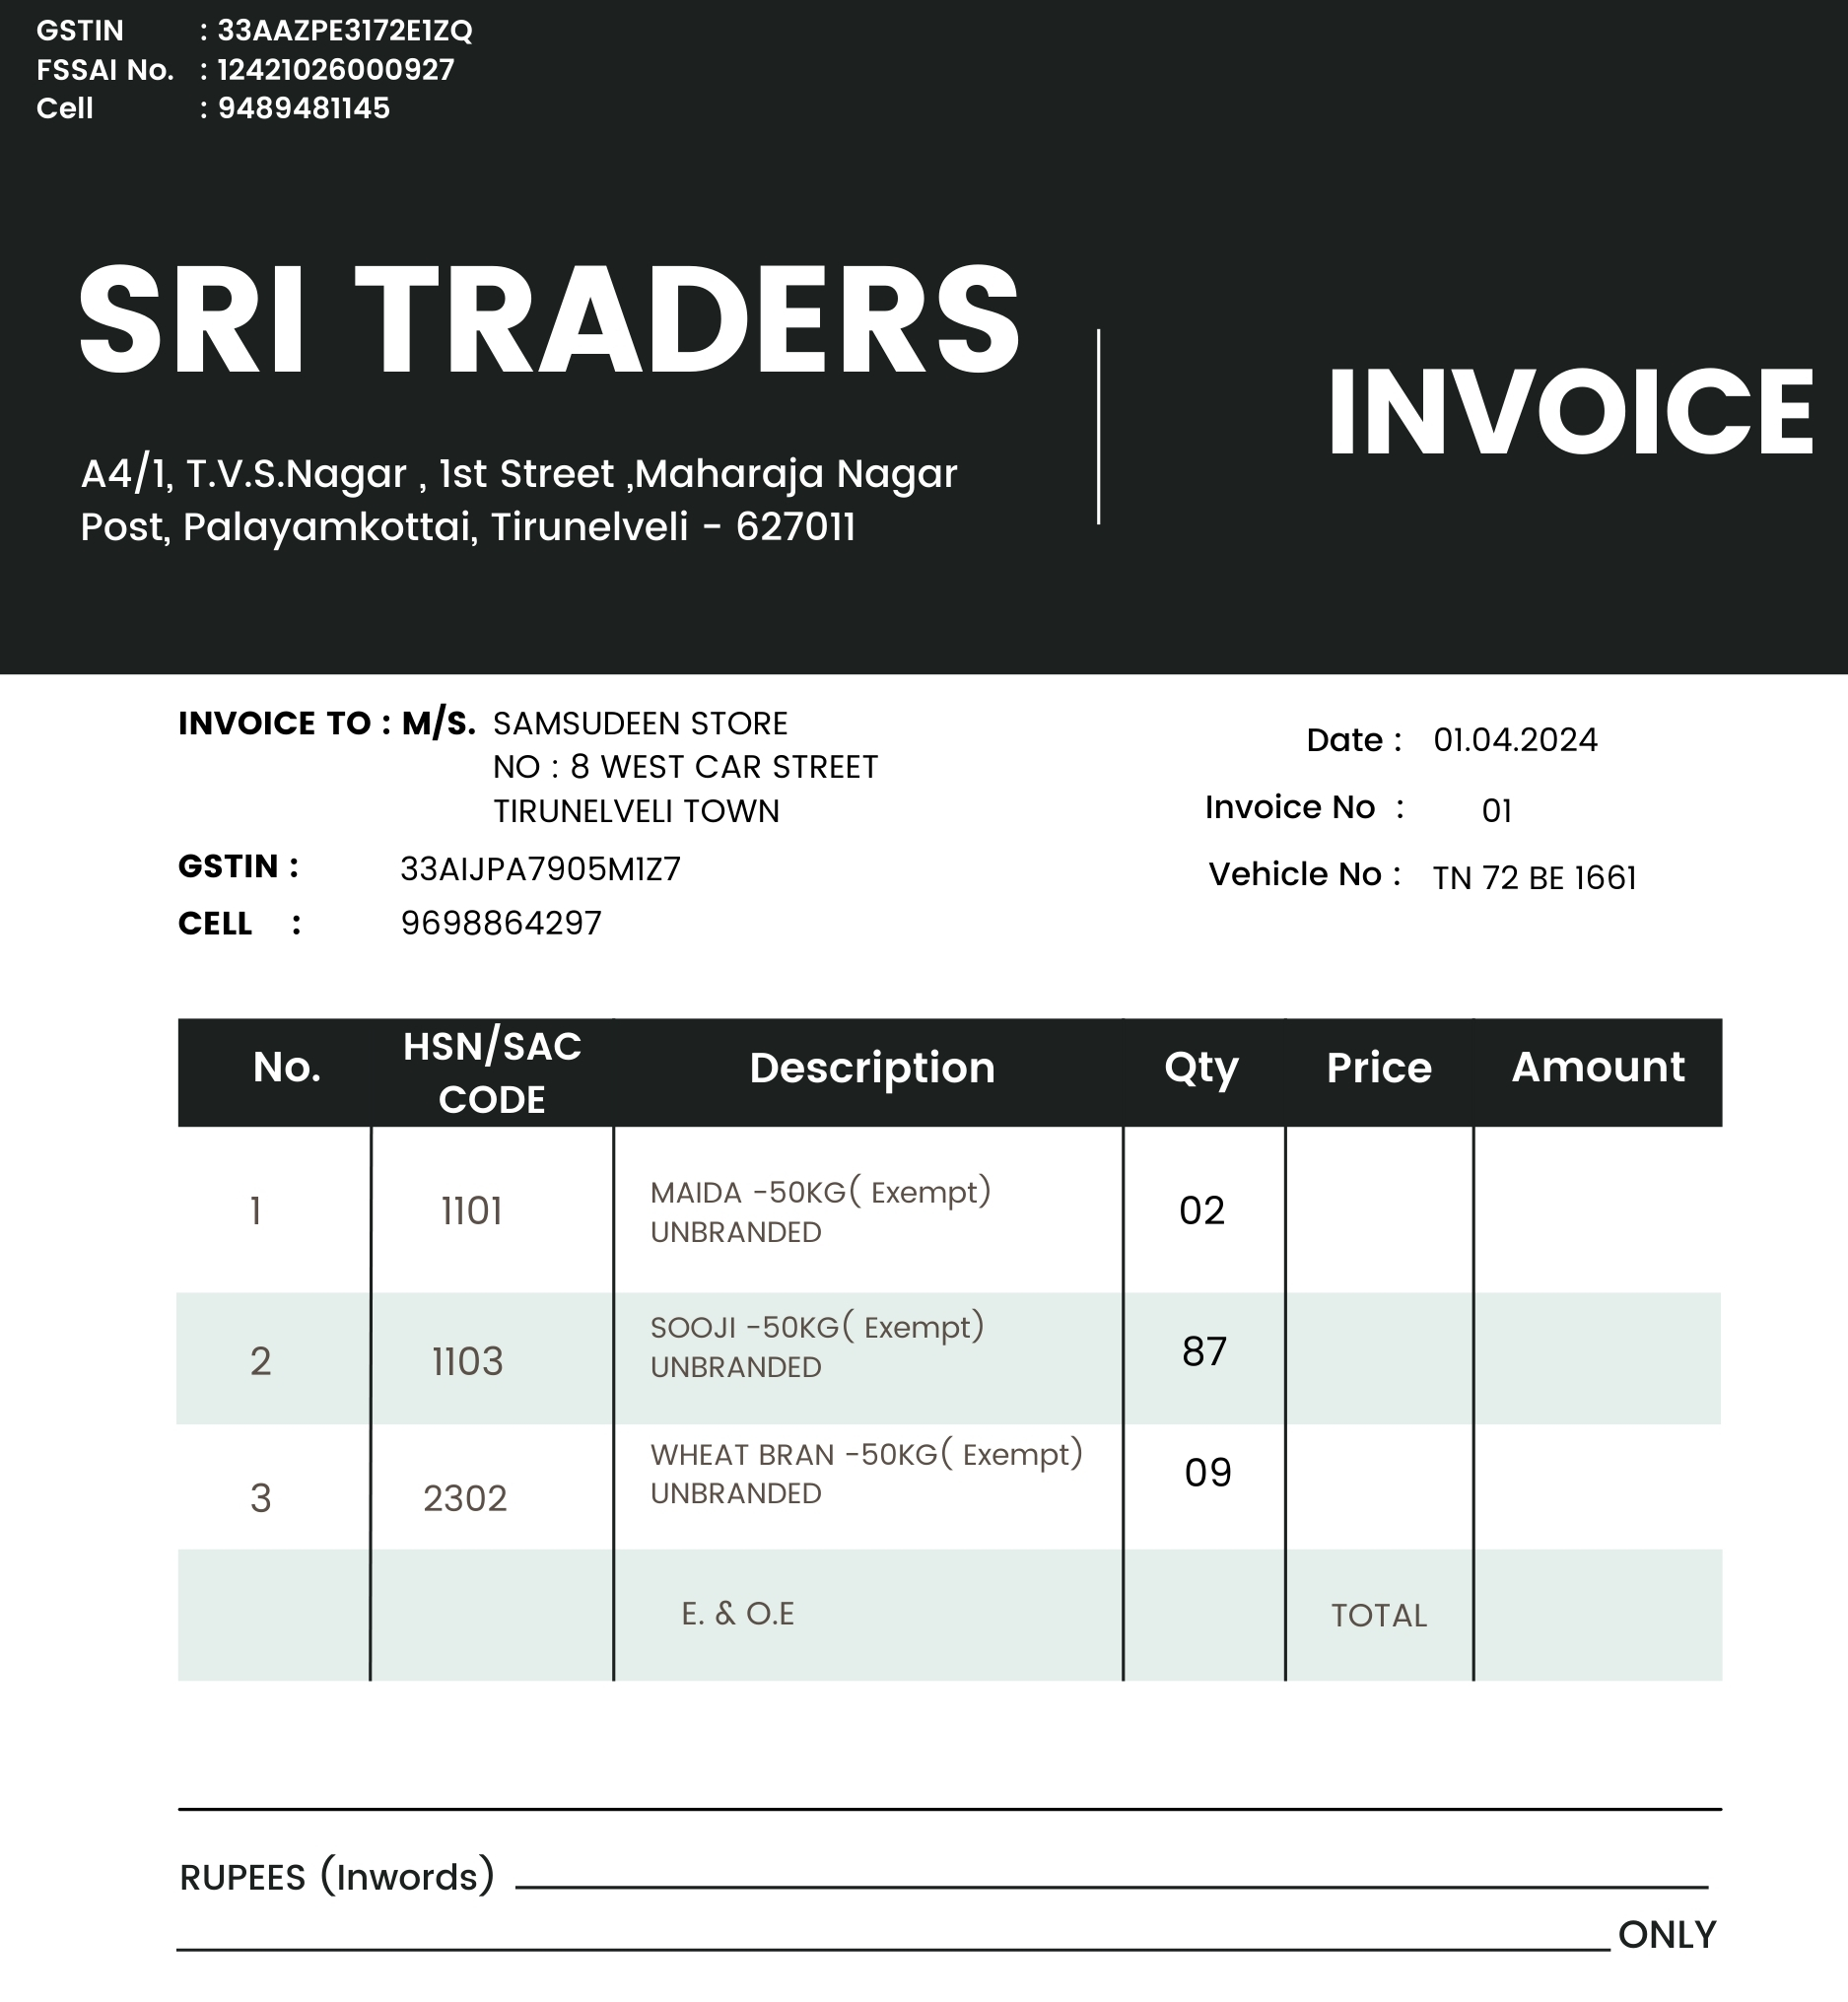 GSTIN : 33AAZPE3172E1ZQ
FSSAI No. : 12421026000927
Cell : 9489481145
SRI TRADERS
INVOICE
A4/1, T.V.S.Nagar , 1st Street ,Maharaja Nagar
Post, Palayamkottai, Tirunelveli - 627011
INVOICE TO : M/S. SAMSUDEEN STORE
NO : 8 WEST CAR STREET
TIRUNELVELI TOWN
GSTIN : 33AIJPA7905M1Z7
CELL : 9698864297
Date : 01.04.2024
Invoice No : 01
Vehicle No : TN 72 BE 1661
No. HSN/SAC CODE Description Qty Price Amount
1 1101 MAIDA -50KG( Exempt) 02
UNBRANDED
2 1103 SOOJI -50KG( Exempt) 87
UNBRANDED
3 2302 WHEAT BRAN -50KG( Exempt) 09
UNBRANDED
E. & O.E TOTAL
RUPEES (Inwords)
ONLY